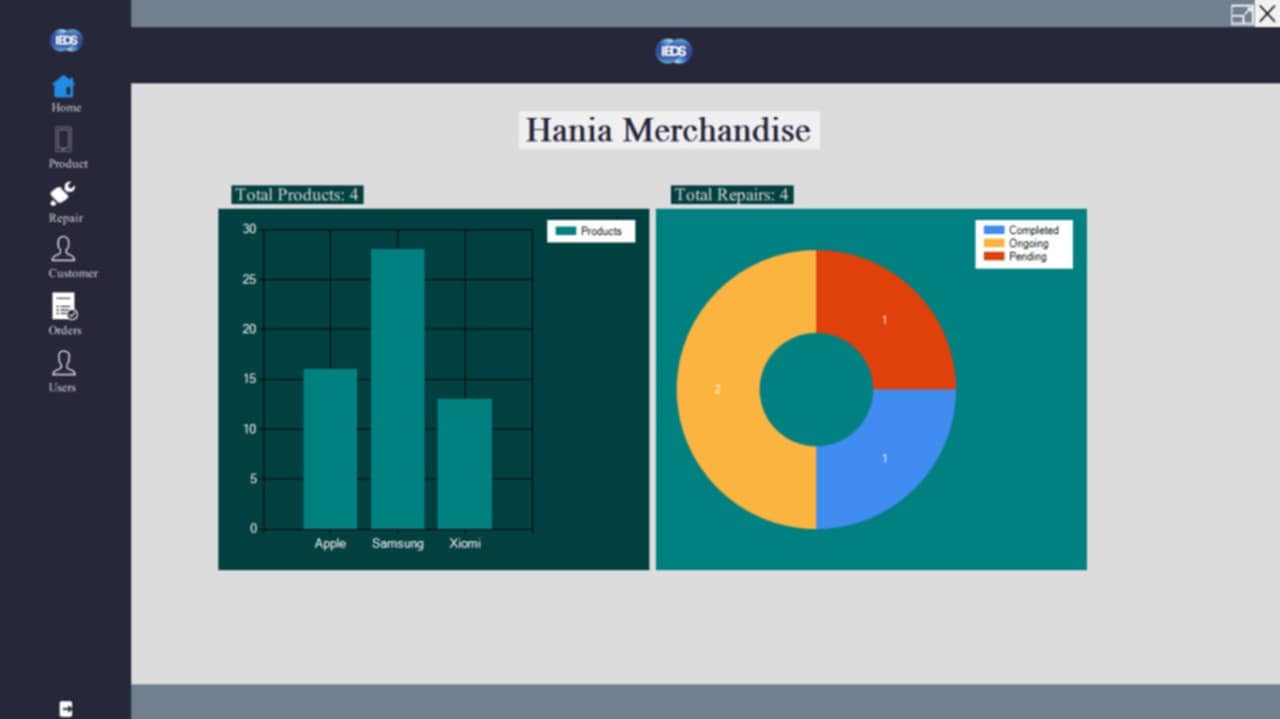 IEDS
IEDS
Home
Product
Repair
Customer
Orders
Users
Hania Merchandise
Total Products: 4
30
25
20
15
10
5
0
Apple Samsung Xiomi
Products
Total Repairs: 4
Completed
Ongoing
Pending
1
2
1